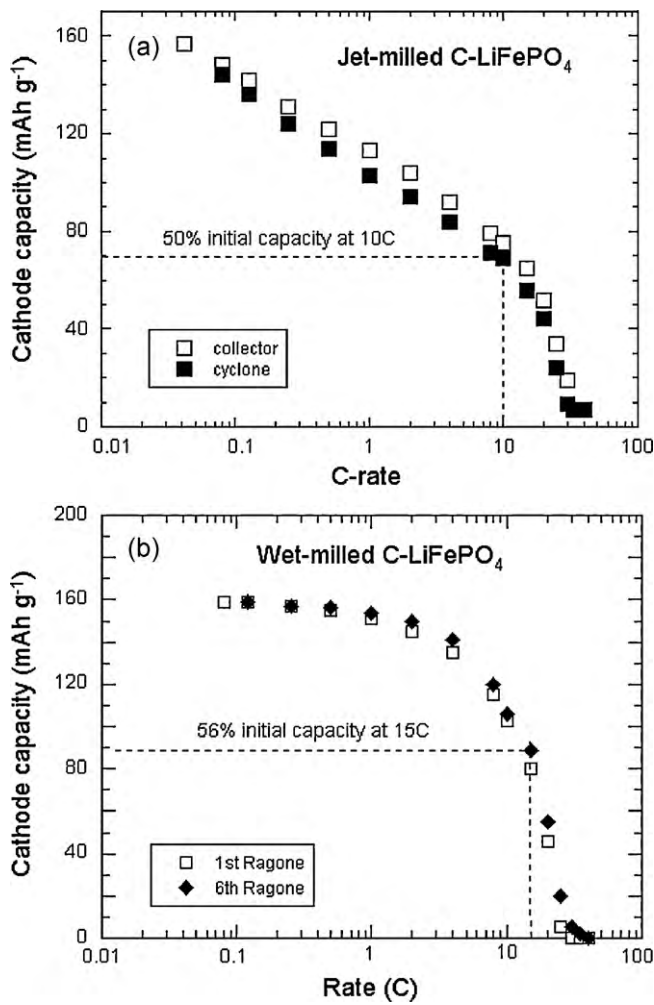 (a)
Jet-milled C-LiFePO₄
Cathode capacity (mAh g⁻¹)
160
120
80
40
0
50% initial capacity at 10C
collector
cyclone
0.01
0.1
1
10
100
C-rate
(b)
Wet-milled C-LiFePO₄
Cathode capacity (mAh g⁻¹)
200
160
120
80
40
0
56% initial capacity at 15C
1st Ragone
6th Ragone
0.01
0.1
1
10
100
Rate (C)